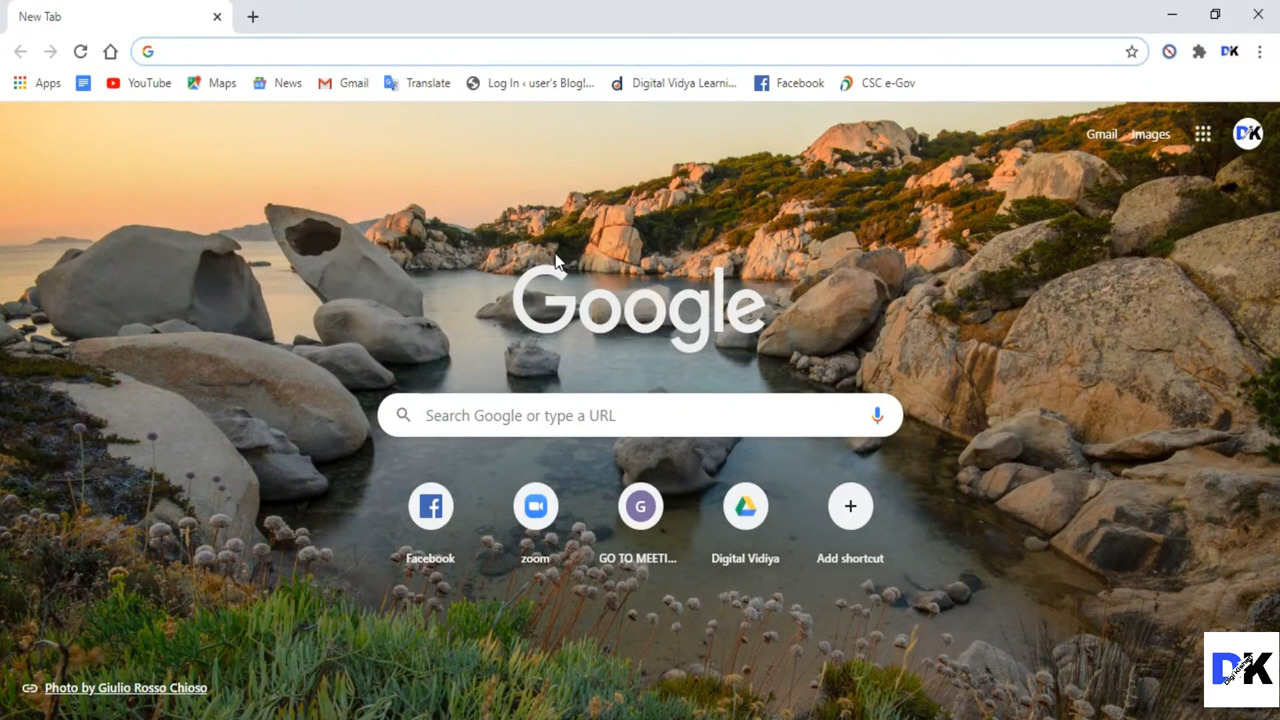 New Tab
Apps YouTube Maps News Gmail Translate Log In ‹ user's Blog!... Digital Vidya Learni... Facebook CSC e-Gov
Gmail Images
DK
Google
Search Google or type a URL
G
Facebook zoom GO TO MEETI... Digital Vidiya Add shortcut
Photo by Giulio Rosso Chioso
DK